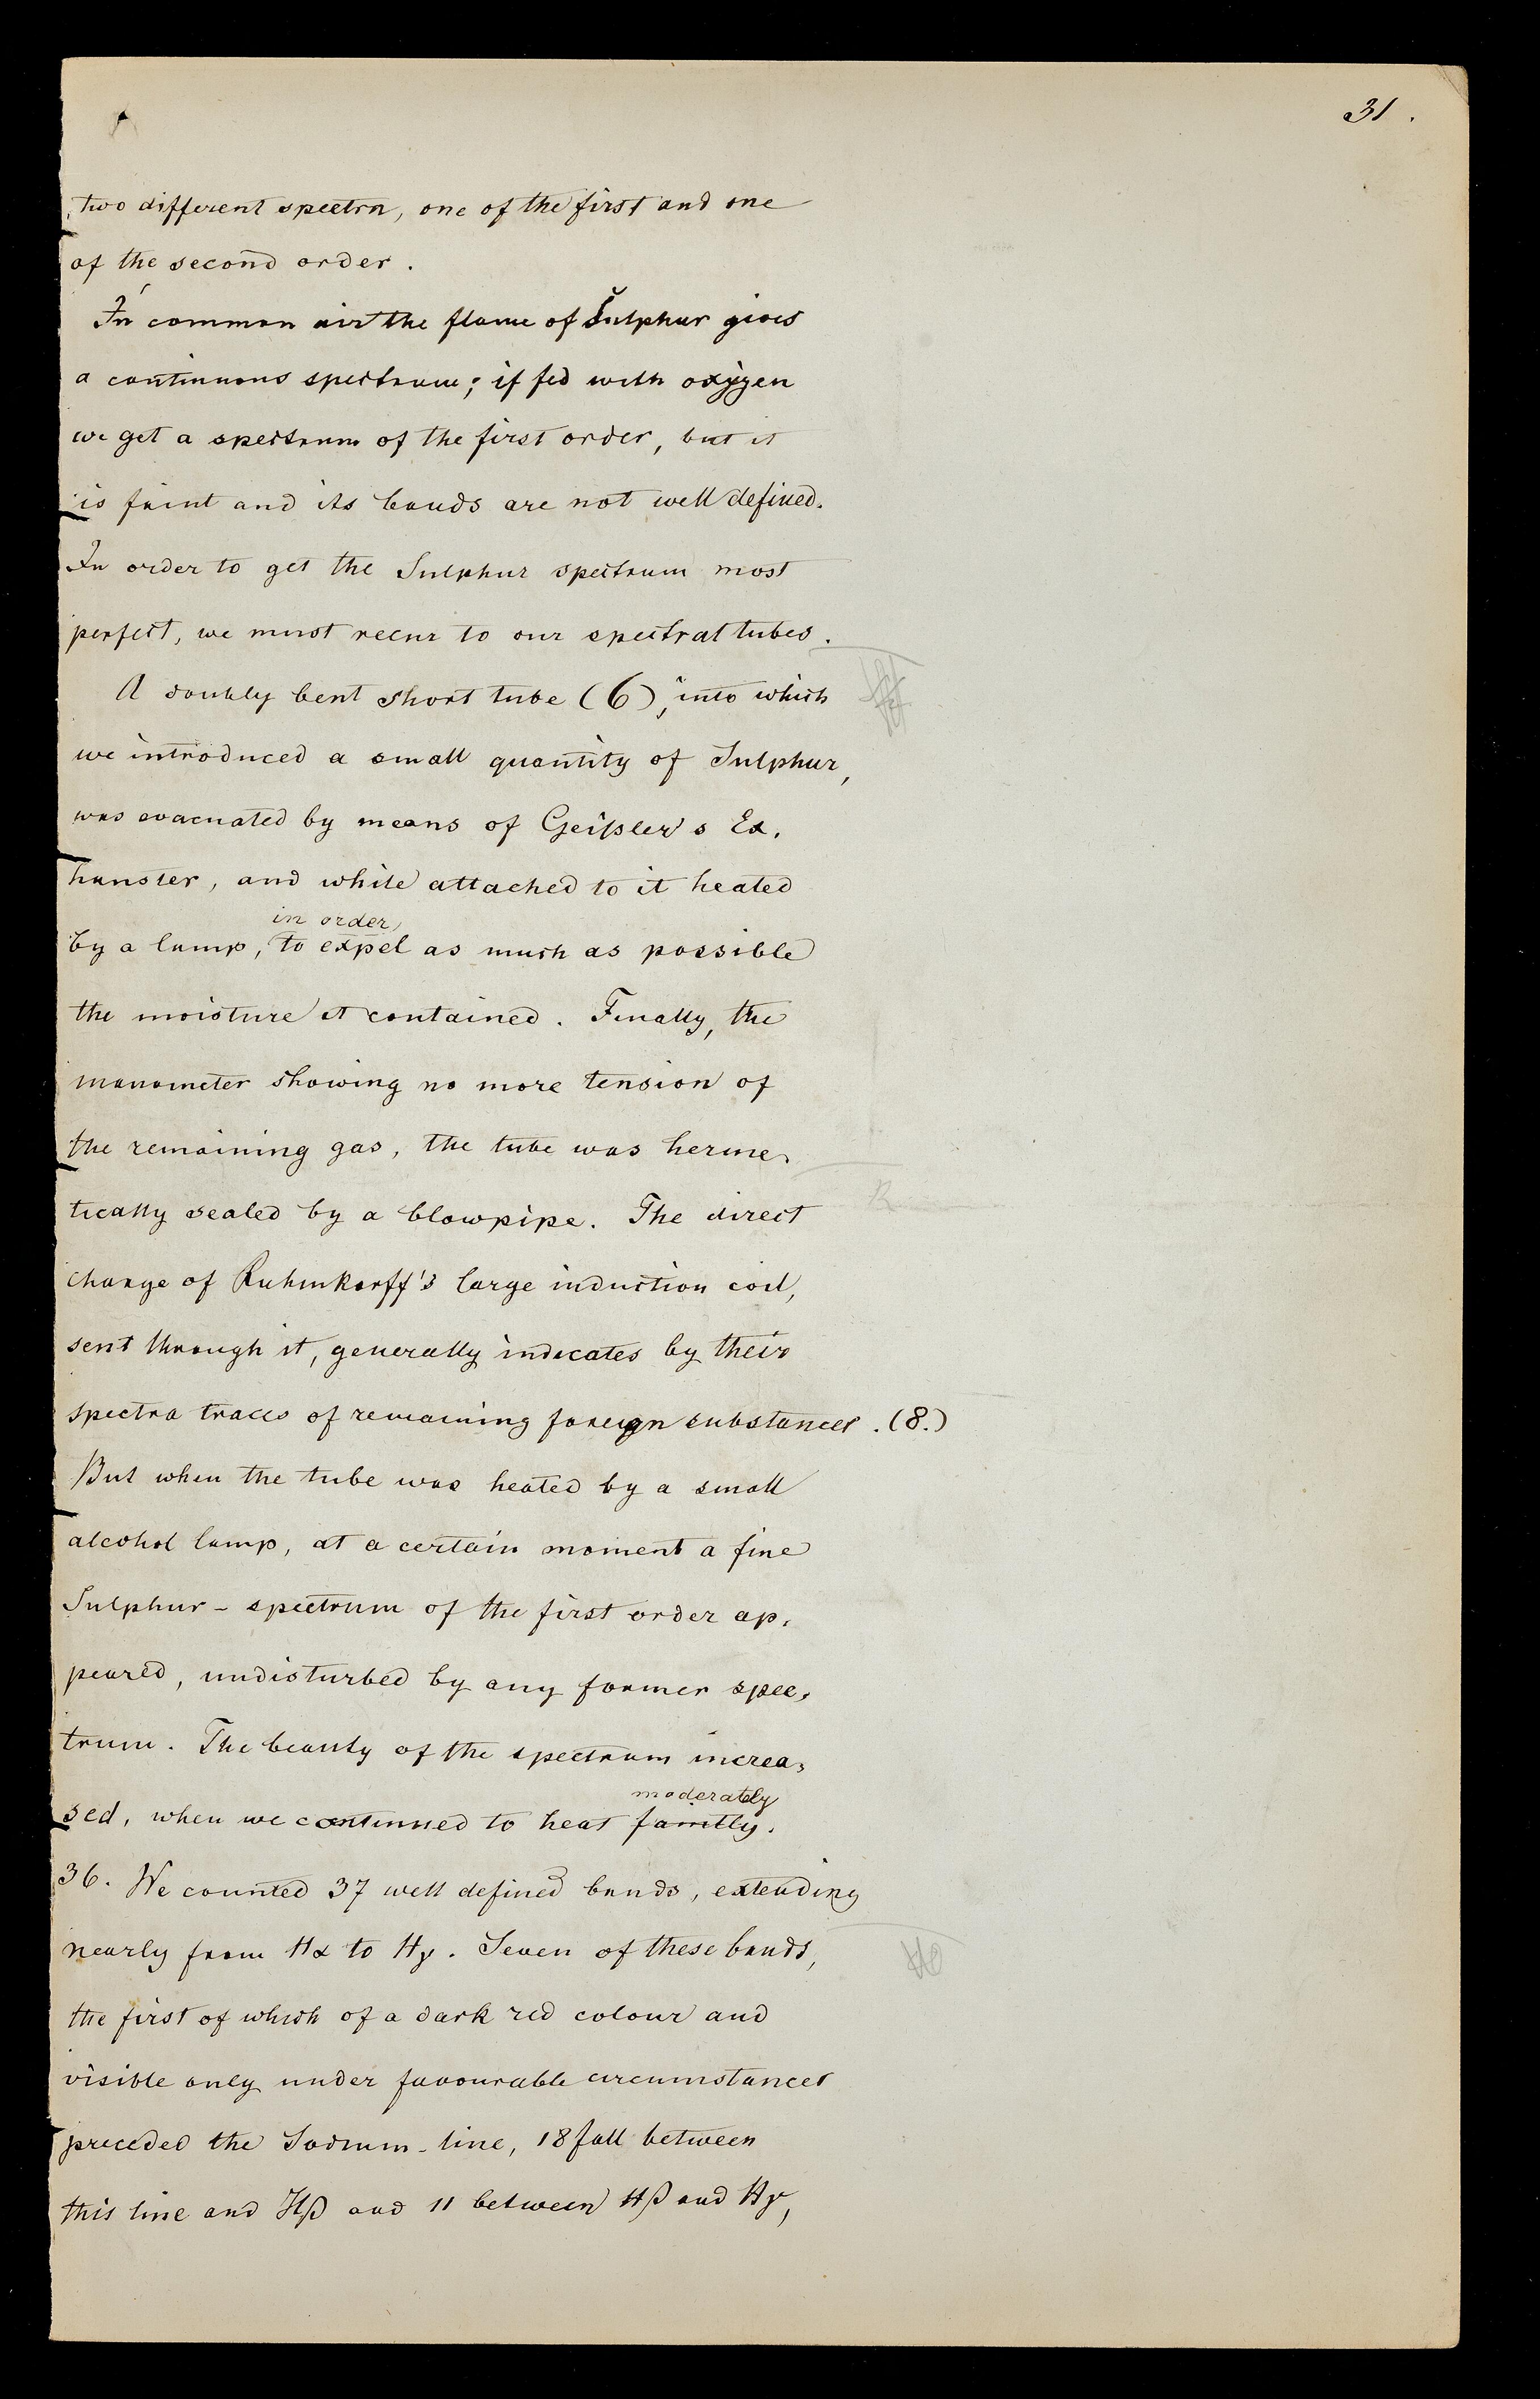 31.
two different spectra, one of the first and one
of the second order.
In common air the flame of Sulphur gives
a continuous spectrum; if fed with oxygen
we get a spectrum of the first order, but it
is faint and its bands are not well defined.
In order to get the Sulphur spectrum most
perfect, we must recur to our spectral tubes.
A doubly bent short tube (6), into which
we introduced a small quantity of Sulphur,
was evacuated by means of Geißler's Ex.
hauster, and while attached to it heated
in order
by a lamp, to expel as much as possible
the moisture it contained. Finally, the
manometer showing no more tension of
the remaining gas, the tube was herme.
tically sealed by a blowpipe. The direct
charge of Ruhmkorff's large induction coil,
sent through it, generally indicates by their
spectra traces of remaining foreign substances. (8.)
But when the tube was heated by a small
alcohol lamp, at a certain moment a fine
Sulphur-spectrum of the first order ap.
peared, undisturbed by any former spec.
trum. The beauty of the spectrum increa.
moderately
sed, when we continued to heat faintly.
36. We counted 37 well defined bands, extending
nearly from Hα to Hγ. Seven of these bands,
the first of which of a dark red colour and
visible only under favourable circumstances
preceded the Sodium-line, 18 fall between
this line and Hβ and 11 between Hβ and Hγ,